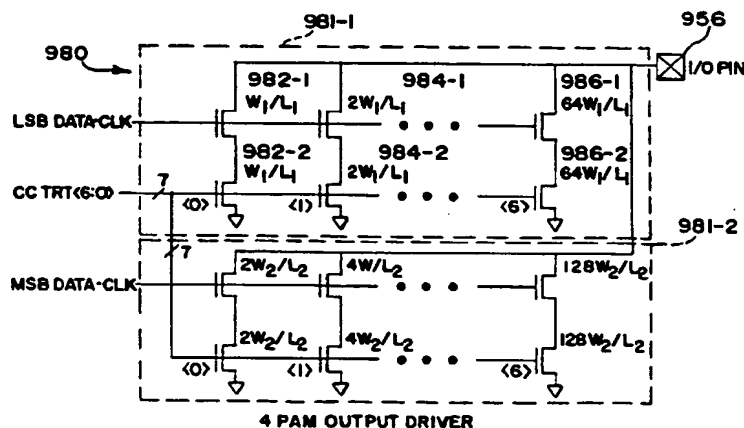 981-1
956
980
I/O PIN
982-1 984-1 986-1
W₁/L₁ 2W₁/L₁ 64W₁/L₁
LSB DATA·CLK
982-2 984-2 986-2
W₁/L₁ 2W₁/L₁ 64W₁/L₁
CC TRT<6:0> 7
<0> <1> <6>
981-2
7
2W₂/L₂ 4W/L₂ 128W₂/L₂
MSB DATA·CLK
2W₂/L₂ 4W₂/L₂ 128W₂/L₂
<0> <1> <6>
4 PAM OUTPUT DRIVER